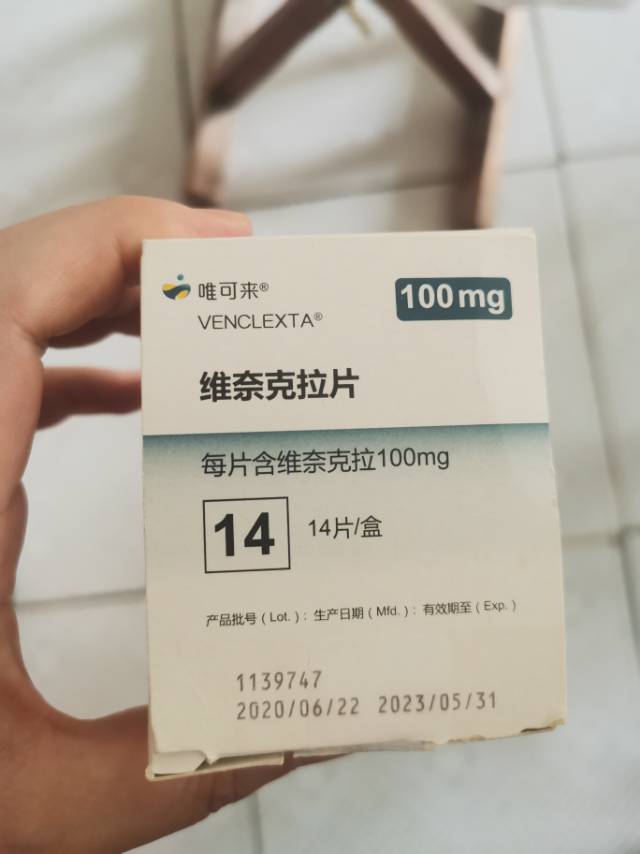 唯可来®
VENCLEXTA®
100mg
维奈克拉片
每片含维奈克拉100mg
14
14片/盒
产品批号（Lot.）：生产日期（Mfd.）：有效期至（Exp.）
1139747
2020/06/22 2023/05/31